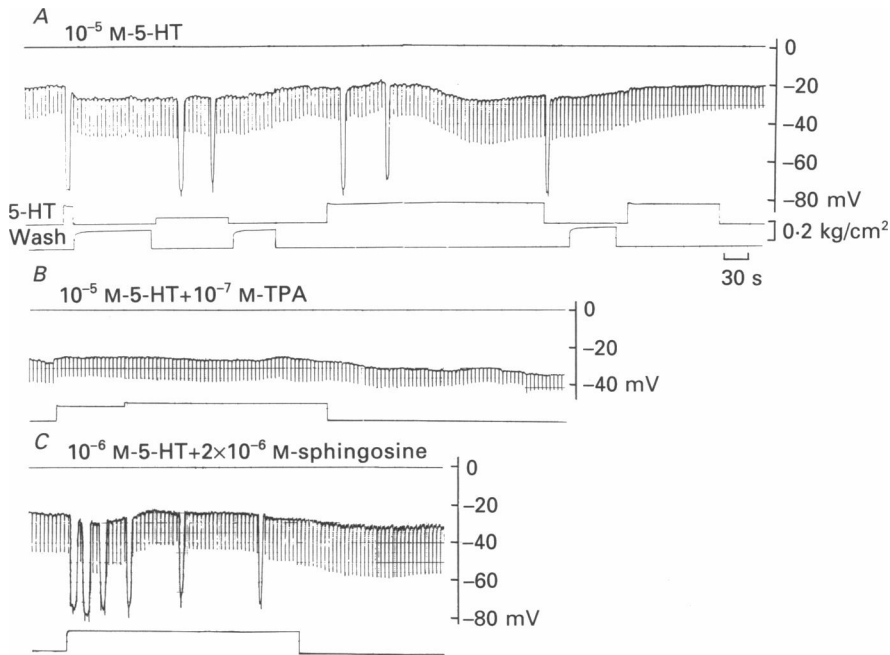 A
10⁻⁵ M-5-HT
0
−20
−40
−60
−80
mV
5-HT
Wash
0·2 kg/cm²
30 s
B
10⁻⁵ M-5-HT+10⁻⁷ M-TPA
0
−20
−40 mV
C
10⁻⁶ M-5-HT+2×10⁻⁶ M-sphingosine
0
−20
−40
−60
−80
mV